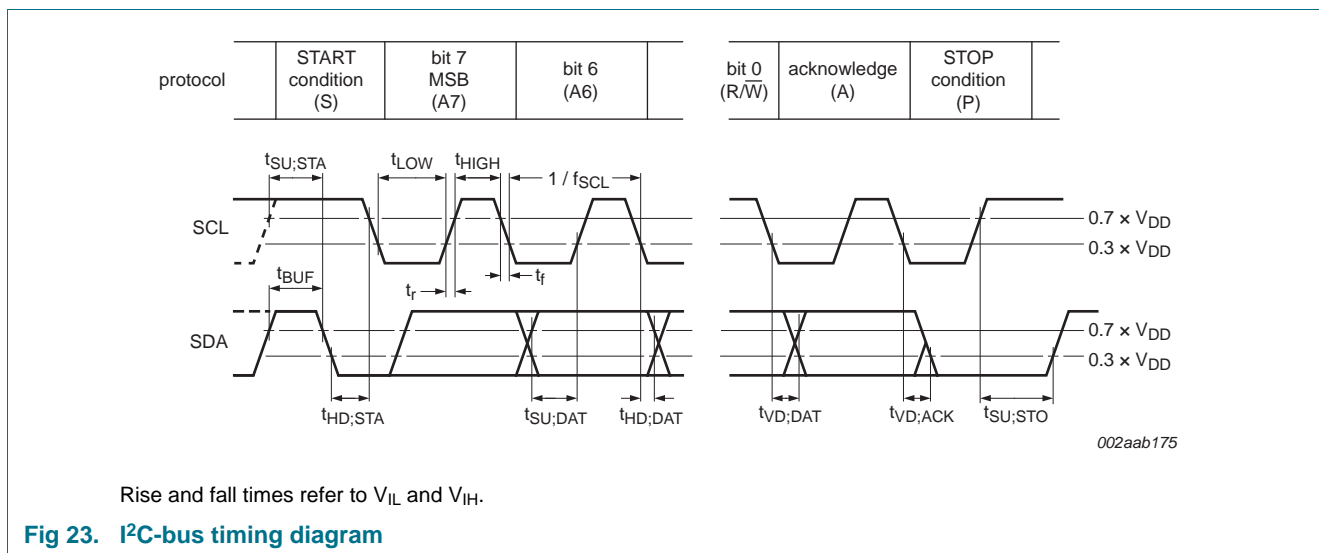 protocol
START
condition
(S)
bit 7
MSB
(A7)
bit 6
(A6)
bit 0
(R/W̅)
acknowledge
(A)
STOP
condition
(P)
tSU;STA
tLOW
tHIGH
1 / fSCL
SCL
0.7 × VDD
0.3 × VDD
tBUF
tr
tf
SDA
0.7 × VDD
0.3 × VDD
tHD;STA
tSU;DAT
tHD;DAT
tVD;DAT
tVD;ACK
tSU;STO
002aab175
Rise and fall times refer to VIL and VIH.
Fig 23. I²C-bus timing diagram